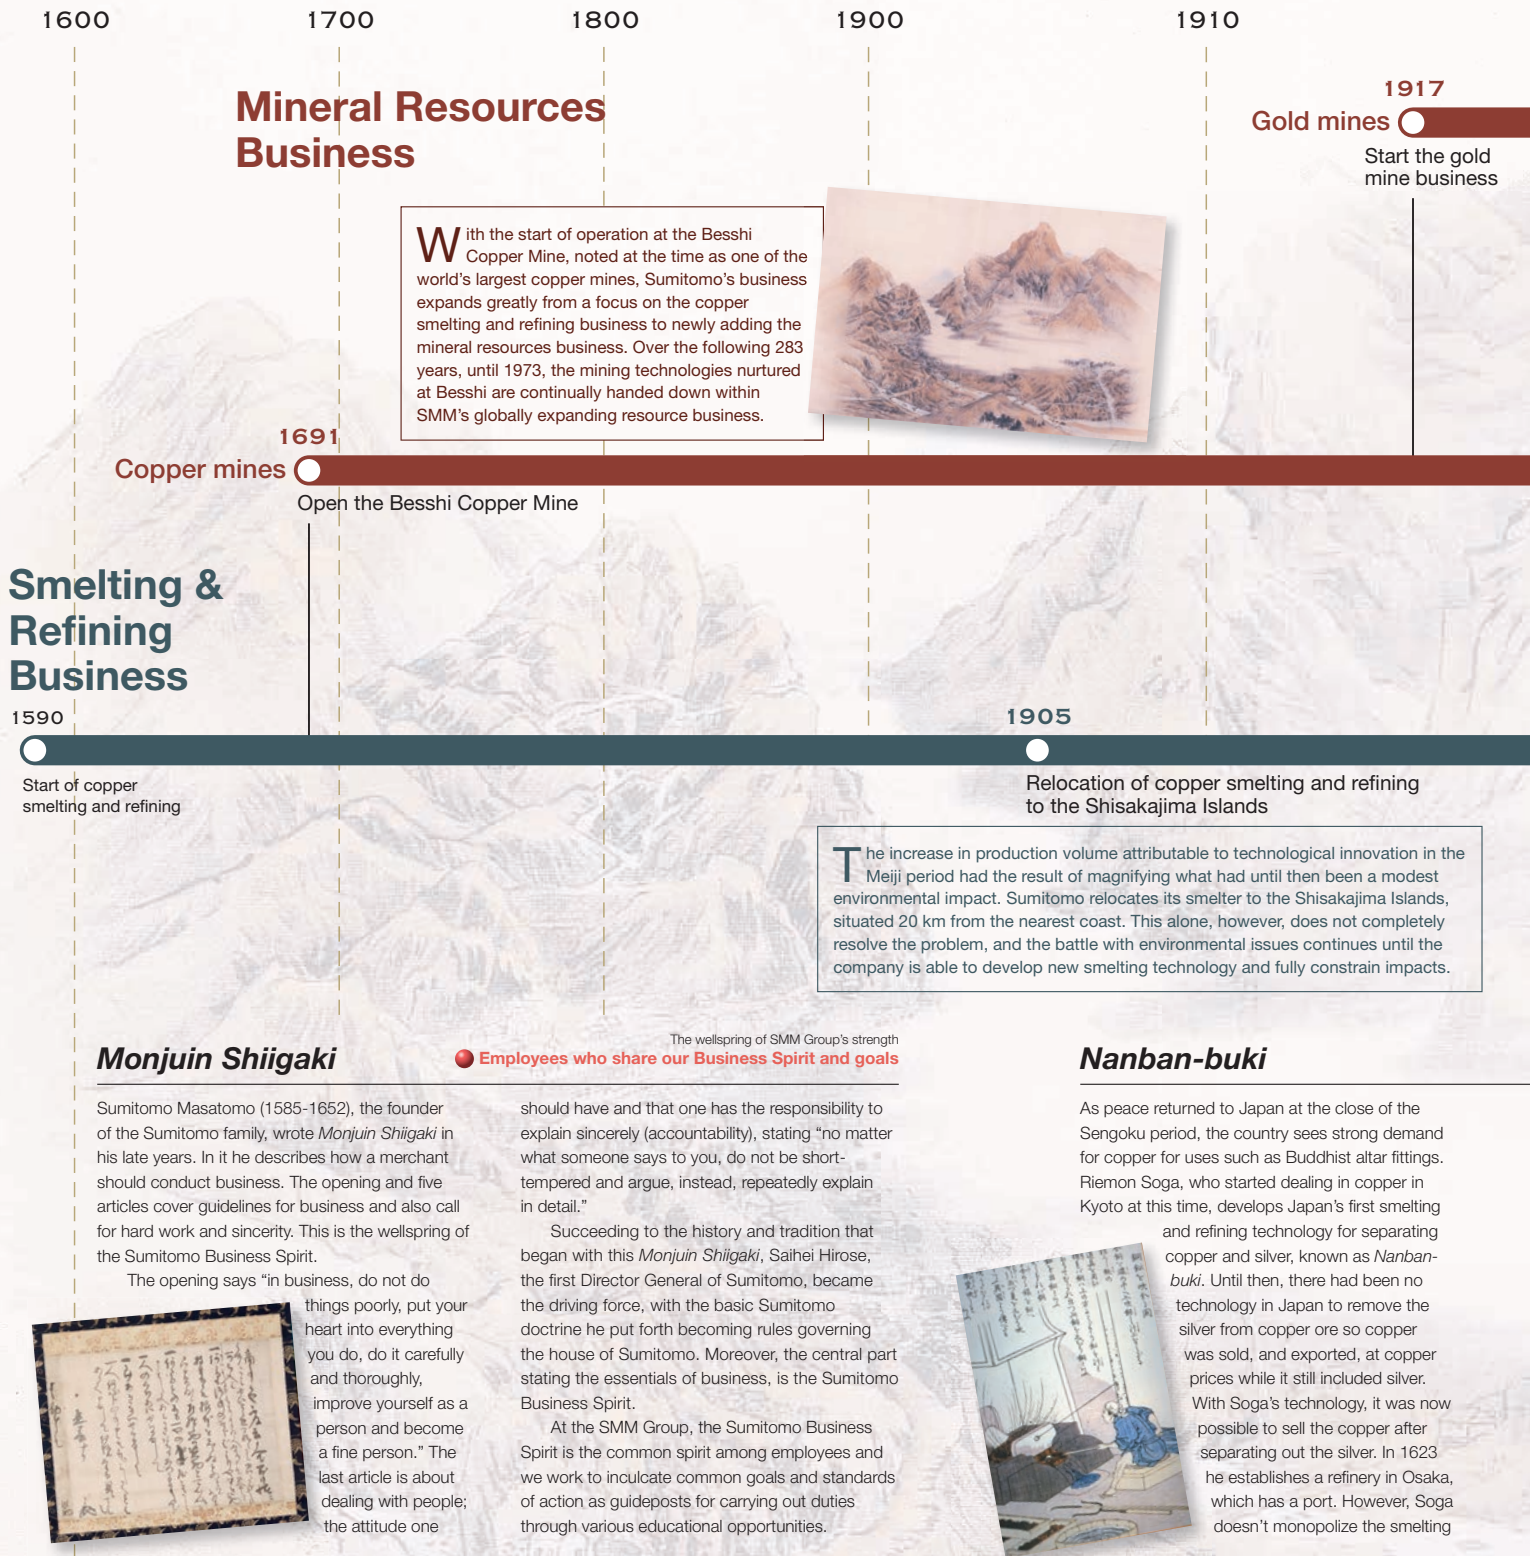 1600
1700
1800
1900
1910
Mineral Resources
Business
1917
Gold mines
Start the gold
mine business
With the start of operation at the Besshi
Copper Mine, noted at the time as one of the
world's largest copper mines, Sumitomo's business
expands greatly from a focus on the copper
smelting and refining business to newly adding the
mineral resources business. Over the following 283
years, until 1973, the mining technologies nurtured
at Besshi are continually handed down within
SMM's globally expanding resource business.
1691
Copper mines
Open the Besshi Copper Mine
Smelting &
Refining
Business
1590
Start of copper
smelting and refining
1905
Relocation of copper smelting and refining
to the Shisakajima Islands
The increase in production volume attributable to technological innovation in the
Meiji period had the result of magnifying what had until then been a modest
environmental impact. Sumitomo relocates its smelter to the Shisakajima Islands,
situated 20 km from the nearest coast. This alone, however, does not completely
resolve the problem, and the battle with environmental issues continues until the
company is able to develop new smelting technology and fully constrain impacts.
Monjuin Shiigaki
The wellspring of SMM Group's strength
Employees who share our Business Spirit and goals
Sumitomo Masatomo (1585-1652), the founder
of the Sumitomo family, wrote Monjuin Shiigaki in
his late years. In it he describes how a merchant
should conduct business. The opening and five
articles cover guidelines for business and also call
for hard work and sincerity. This is the wellspring of
the Sumitomo Business Spirit.
The opening says “in business, do not do
things poorly, put your
heart into everything
you do, do it carefully
and thoroughly,
improve yourself as a
person and become
a fine person.” The
last article is about
dealing with people;
the attitude one
should have and that one has the responsibility to
explain sincerely (accountability), stating “no matter
what someone says to you, do not be short-
tempered and argue, instead, repeatedly explain
in detail.”
Succeeding to the history and tradition that
began with this Monjuin Shiigaki, Saihei Hirose,
the first Director General of Sumitomo, became
the driving force, with the basic Sumitomo
doctrine he put forth becoming rules governing
the house of Sumitomo. Moreover, the central part
stating the essentials of business, is the Sumitomo
Business Spirit.
At the SMM Group, the Sumitomo Business
Spirit is the common spirit among employees and
we work to inculcate common goals and standards
of action as guideposts for carrying out duties
through various educational opportunities.
Nanban-buki
As peace returned to Japan at the close of the
Sengoku period, the country sees strong demand
for copper for uses such as Buddhist altar fittings.
Riemon Soga, who started dealing in copper in
Kyoto at this time, develops Japan's first smelting
and refining technology for separating
copper and silver, known as Nanban-
buki. Until then, there had been no
technology in Japan to remove the
silver from copper ore so copper
was sold, and exported, at copper
prices while it still included silver.
With Soga's technology, it was now
possible to sell the copper after
separating out the silver. In 1623
he establishes a refinery in Osaka,
which has a port. However, Soga
doesn't monopolize the smelting